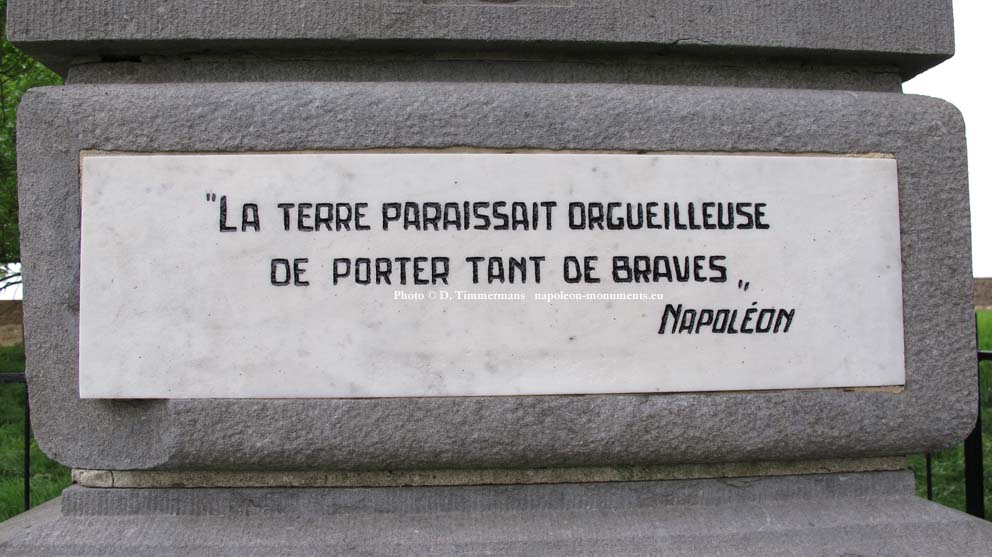 "LA TERRE PARAISSAIT ORGUEILLEUSE
DE PORTER TANT DE BRAVES„
Photo © D. Timmermans napoleon-monuments.eu
NAPOLÉON